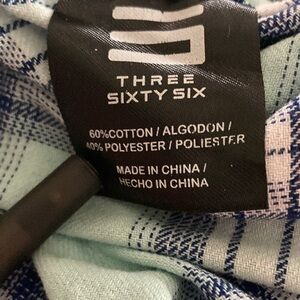 THREE
SIXTY SIX
60%COTTON / ALGODON /
40% POLYESTER / POLIESTER
MADE IN CHINA /
HECHO IN CHINA